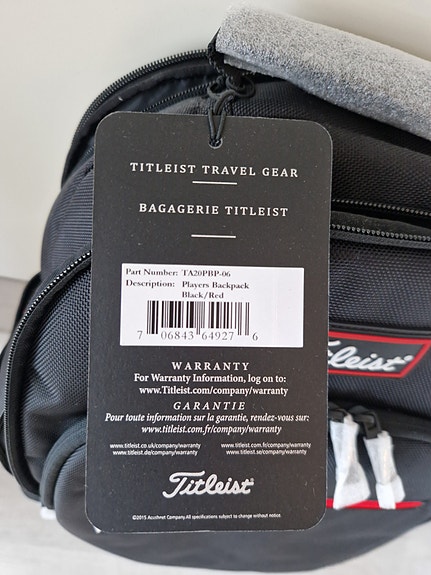 TITLEIST TRAVEL GEAR
BAGAGERIE TITLEIST
Part Number: TA20PBP-06
Description: Players Backpack
Black/Red
7 06843 64927 6
WARRANTY
For Warranty Information, log on to:
www.Titleist.com/company/warranty
GARANTIE
Pour toute information sur la garantie, rendez-vous sur:
www.titleist.com.fr/company/warranty
www.titleist.co.uk/company/warranty www.titleist.com.fr/company/warranty
www.titleist.de/company/warranty www.titleist.se/company/warranty
Titleist
©2015 Acushnet Company. All specifications subject to change without notice.
tleist